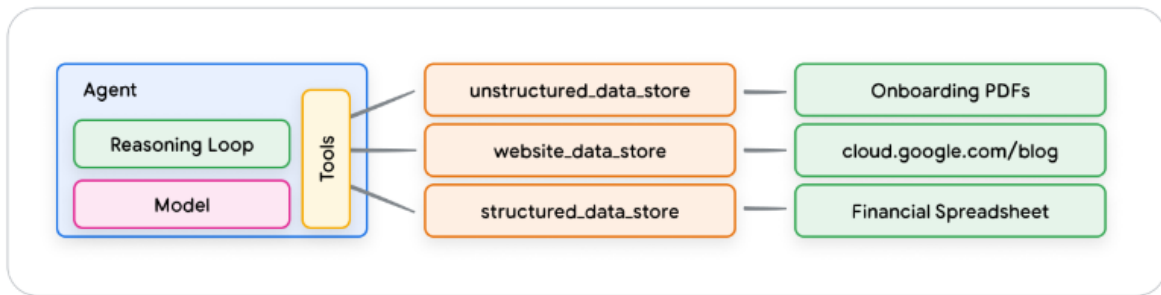 Agent
Reasoning Loop
Model
Tools
unstructured_data_store
website_data_store
structured_data_store
Onboarding PDFs
cloud.google.com/blog
Financial Spreadsheet